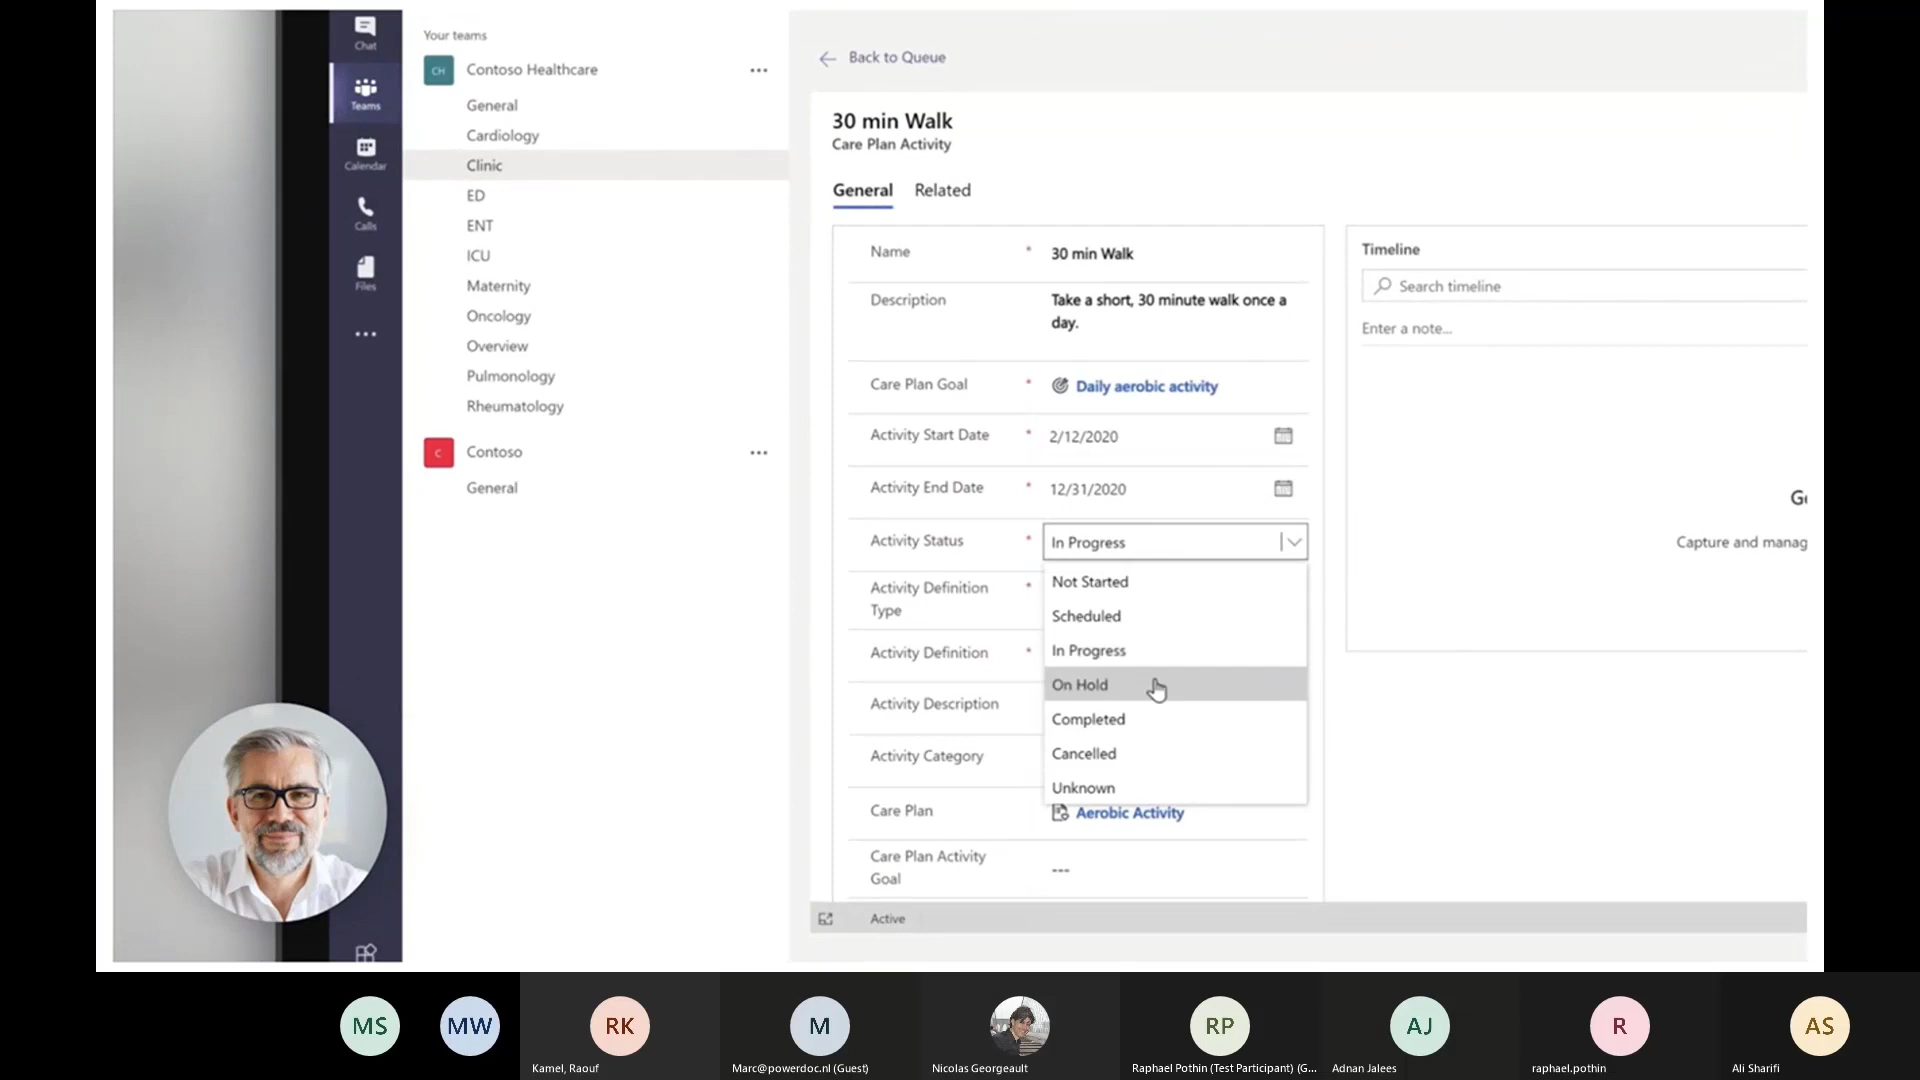 Chat
Teams
Calendar
Calls
Files
Your teams
CH
Contoso Healthcare
General
Cardiology
Clinic
ED
ENT
ICU
Maternity
Oncology
Overview
Pulmonology
Rheumatology
C
Contoso
General
Back to Queue
30 min Walk
Care Plan Activity
General Related
Name * 30 min Walk
Description Take a short, 30 minute walk once a
day.
Care Plan Goal * Daily aerobic activity
Activity Start Date * 2/12/2020
Activity End Date * 12/31/2020
Activity Status * In Progress
Not Started
Scheduled
In Progress
On Hold
Completed
Cancelled
Unknown
Activity Definition *
Type
Activity Definition *
Activity Description
Activity Category
Care Plan Aerobic Activity
Care Plan Activity
Goal
---
Active
Timeline
Search timeline
Enter a note...
Capture and manag
MS
MW
RK
Kamel, Raouf
M
Marc@powerdoc.nl (Guest)
Nicolas Georgeault
RP
Raphael Pothin (Test Participant) (G...
AJ
Adnan Jalees
R
raphael.pothin
AS
Ali Sharifi